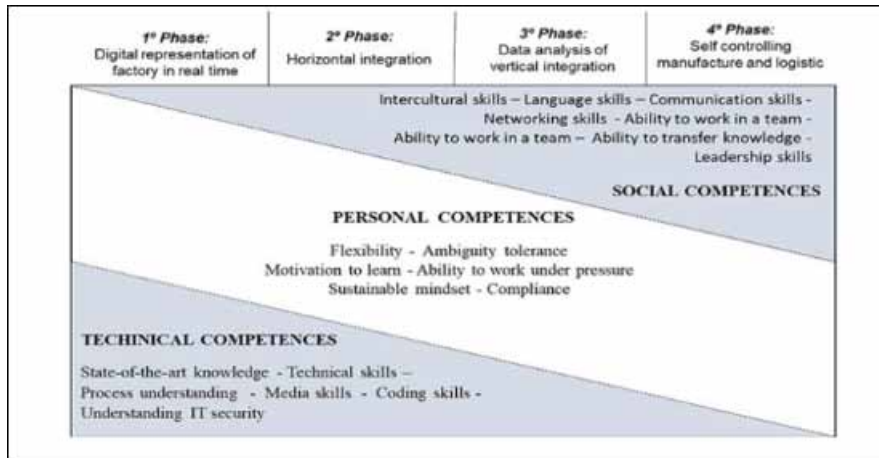 1º Phase:
Digital representation of
factory in real time
2º Phase:
Horizontal integration
3º Phase:
Data analysis of
vertical integration
4º Phase:
Self controlling
manufacture and logistic
Intercultural skills – Language skills – Communication skills -
Networking skills - Ability to work in a team -
Ability to work in a team – Ability to transfer knowledge -
Leadership skills
SOCIAL COMPETENCES
PERSONAL COMPETENCES
Flexibility - Ambiguity tolerance
Motivation to learn - Ability to work under pressure
Sustainable mindset - Compliance
TECHINICAL COMPETENCES
State-of-the-art knowledge - Technical skills –
Process understanding - Media skills - Coding skills -
Understanding IT security